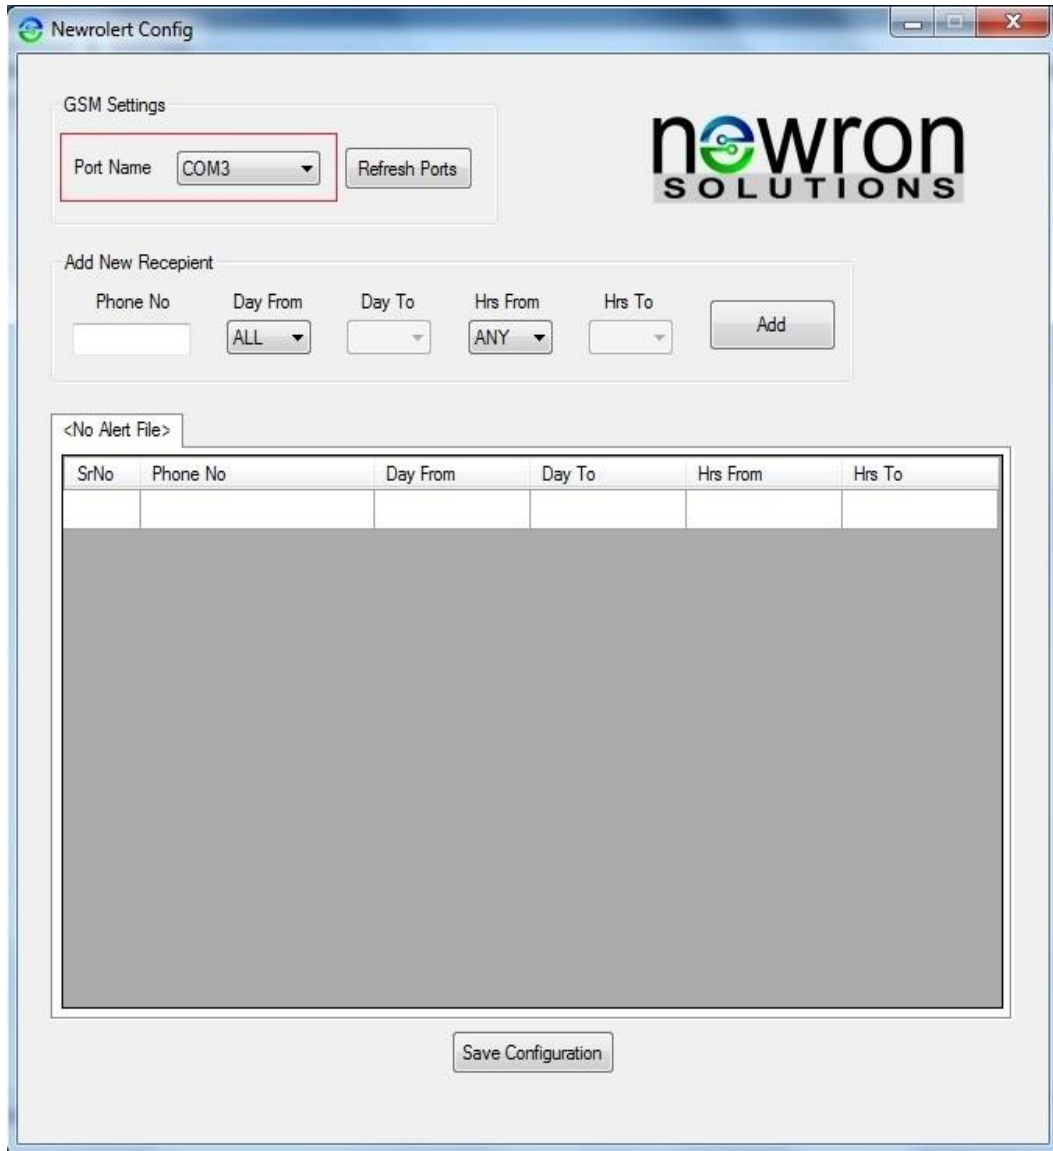 Newrolert Config
GSM Settings
Port Name COM3 Refresh Ports
newron
SOLUTIONS
Add New Recepient
Phone No Day From Day To Hrs From Hrs To
ALL ANY Add
<No Alert File>
SrNo Phone No Day From Day To Hrs From Hrs To
Save Configuration